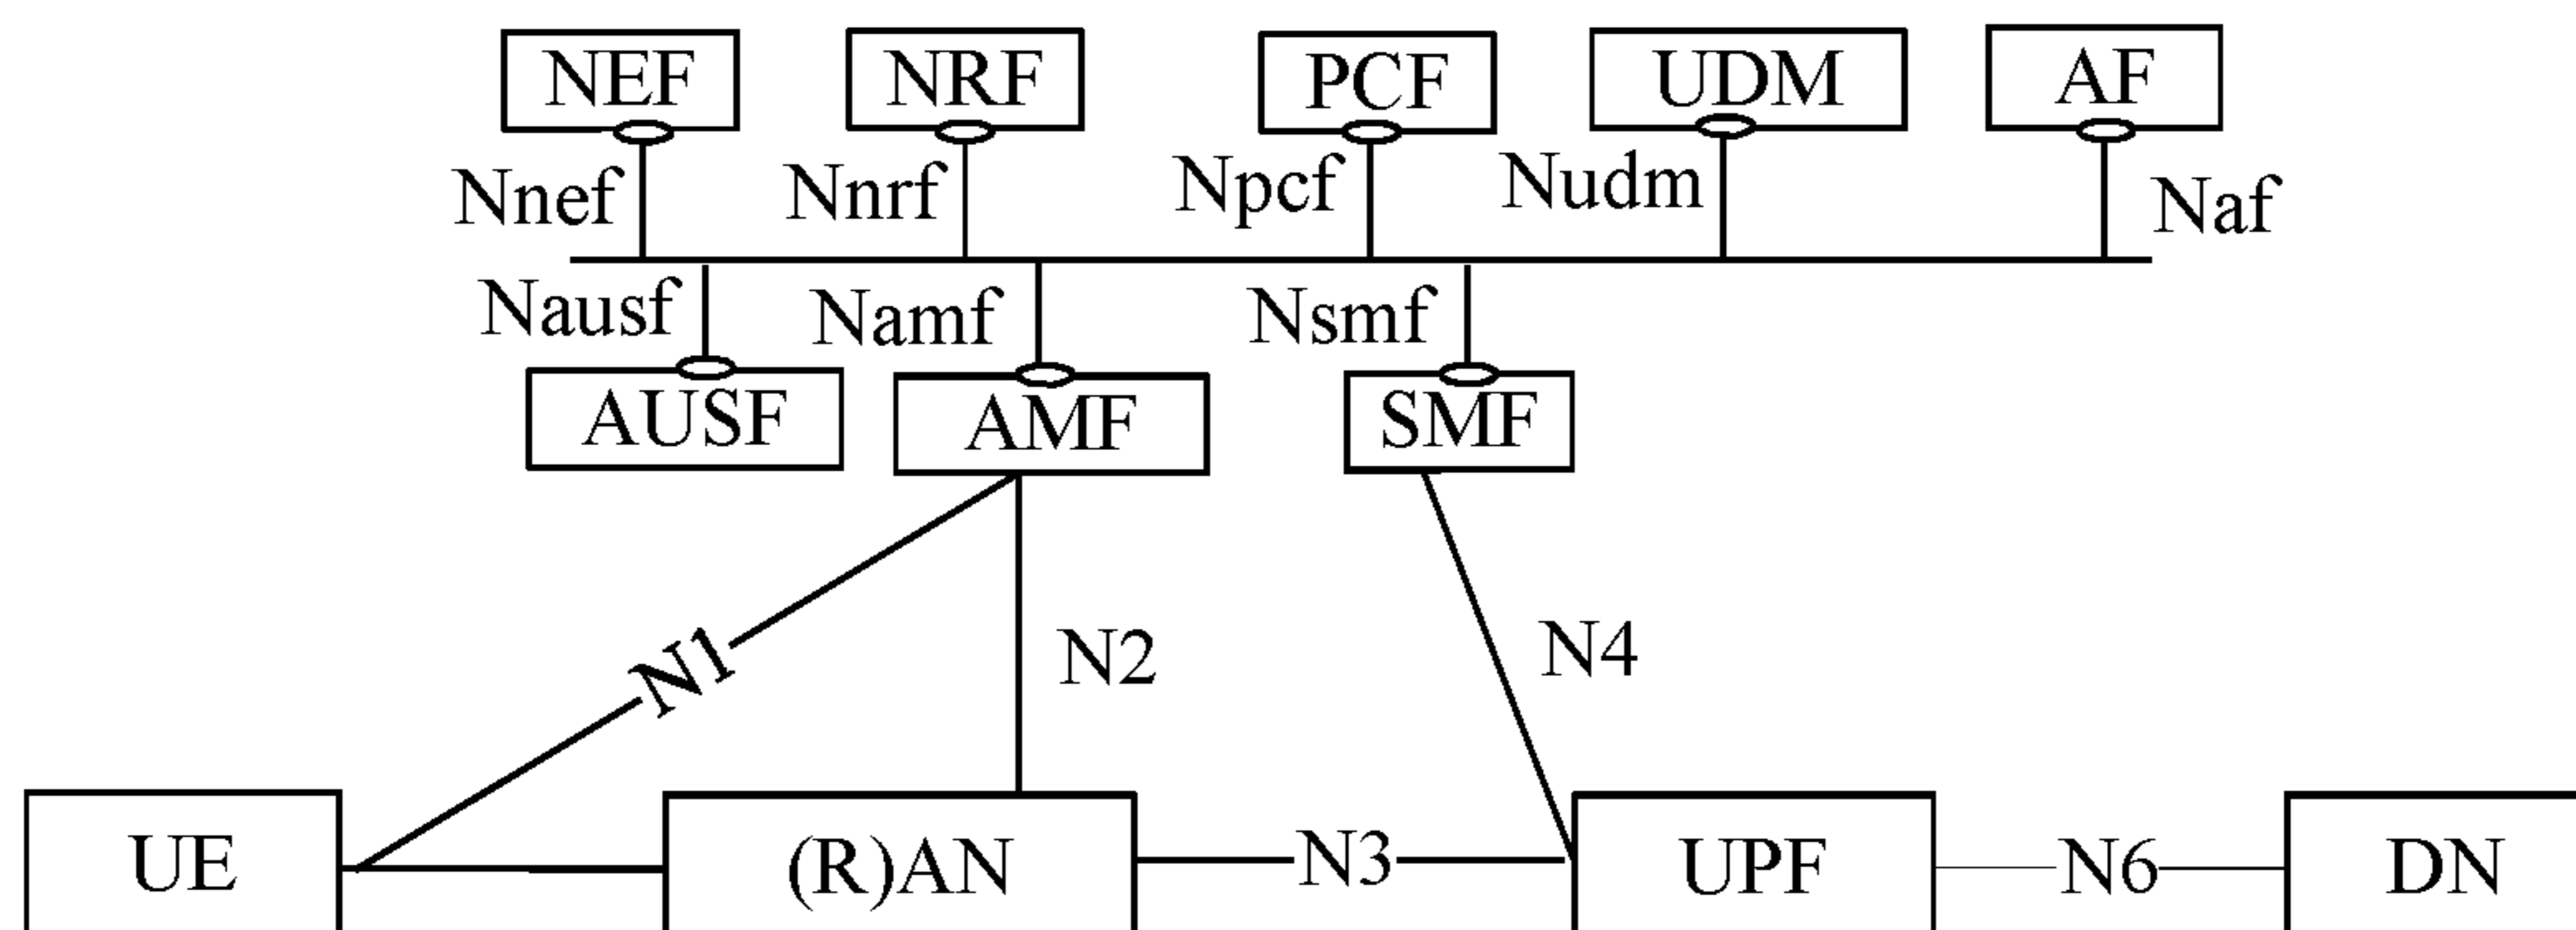 NEF NRF PCF UDM AF
Nnef Nnrf Npcf Nudm Naf
Nausf Namf Nsmf
AUSF AMF SMF
N1 N2 N4
UE (R)AN N3 UPF N6 DN